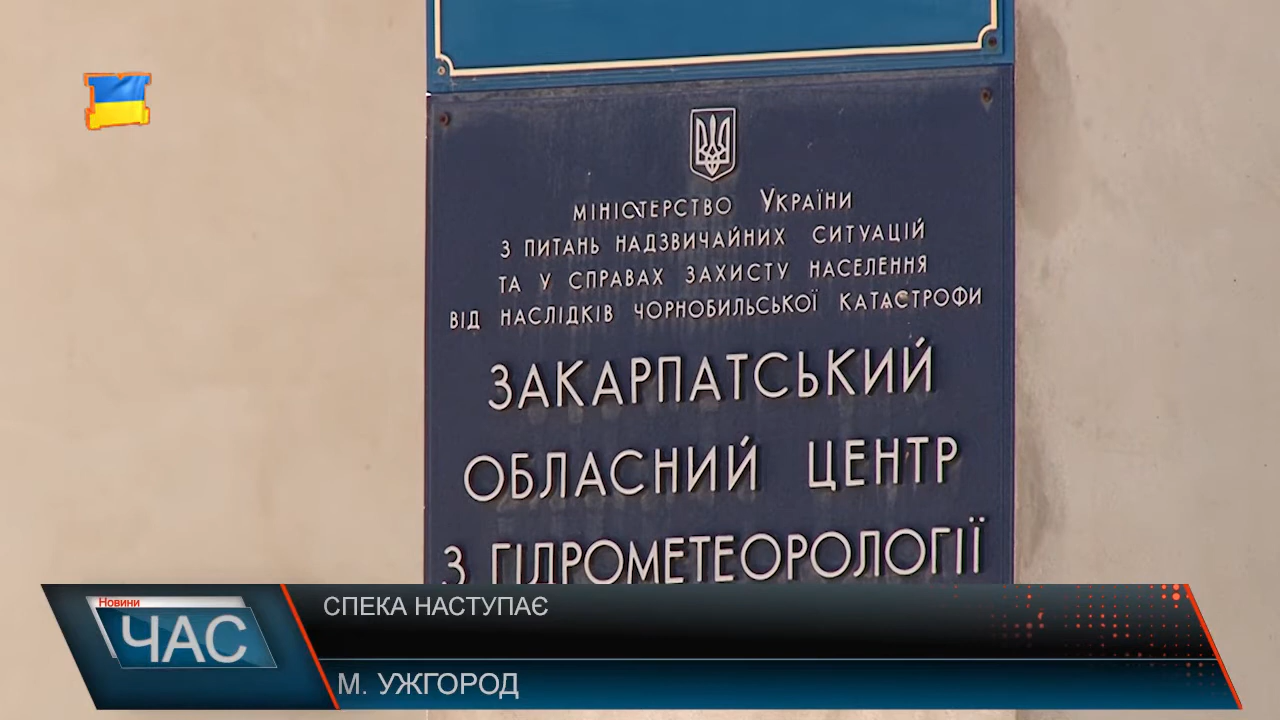 МІНІСТЕРСТВО УКРАЇНИ
З ПИТАНЬ НАДЗВИЧАЙНИХ СИТУАЦІЙ
ТА У СПРАВАХ ЗАХИСТУ НАСЕЛЕННЯ
ВІД НАСЛІДКІВ ЧОРНОБИЛЬСЬКОЇ КАТАСТРОФИ
ЗАКАРПАТСЬКИЙ
ОБЛАСНИЙ ЦЕНТР
З ГІДРОМЕТЕОРОЛОГІЇ
Новини
ЧАС
СПЕКА НАСТУПАЄ
М. УЖГОРОД